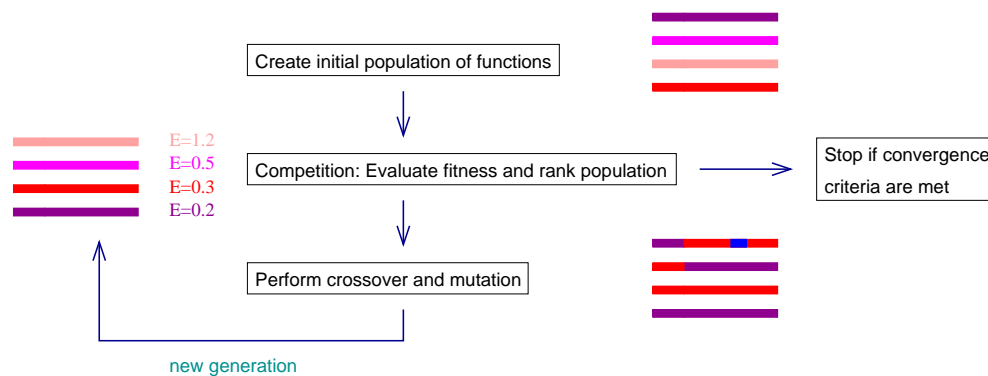 Create initial population of functions
E=1.2
E=0.5
E=0.3
E=0.2
Competition: Evaluate fitness and rank population
Stop if convergence
criteria are met
Perform crossover and mutation
new generation